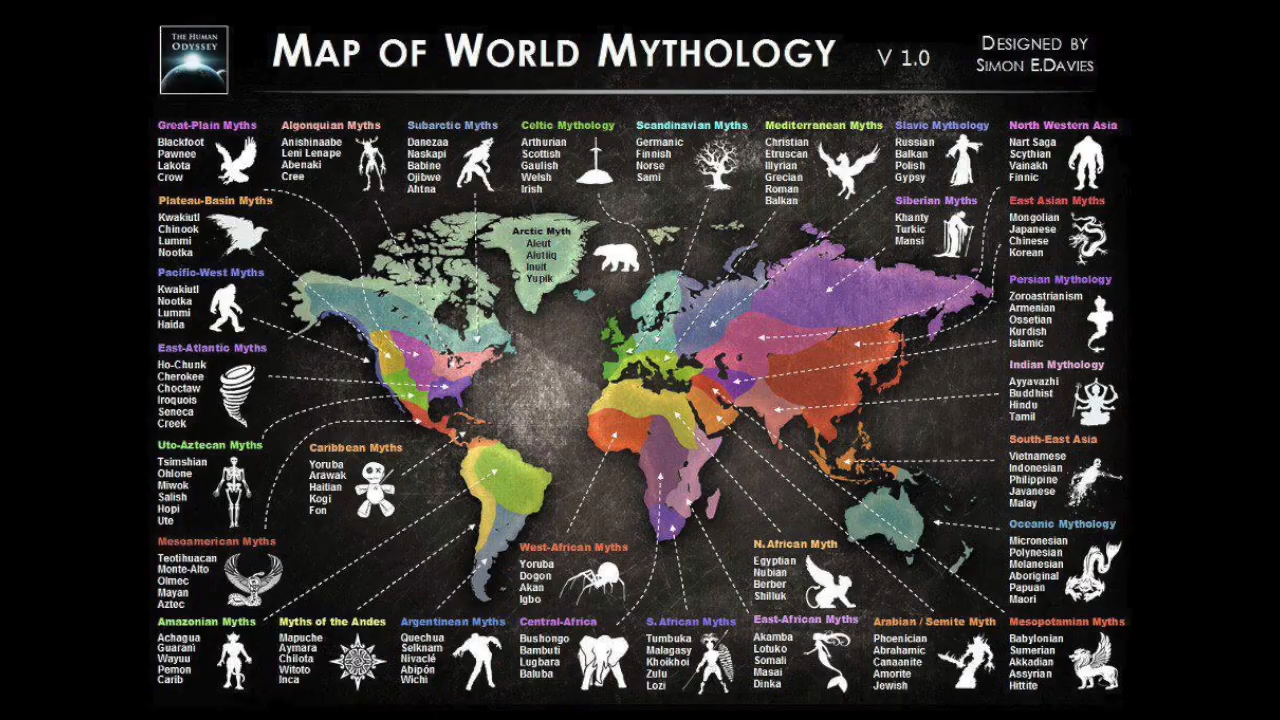 THE HUMAN
ODYSSEY
MAP OF WORLD MYTHOLOGY
V 1.0
DESIGNED BY
SIMON E.DAVIES
Great-Plain Myths
Blackfoot
Pawnee
Lakota
Crow
Algonquian Myths
Anishinaabe
Leni Lenape
Abenaki
Cree
Subarctic Myths
Danezaa
Naskapi
Babine
Ojibwe
Ahtna
Celtic Mythology
Arthurian
Scottish
Gaulish
Welsh
Irish
Scandinavian Myths
Germanic
Finnish
Norse
Sami
Mediterranean Myths
Christian
Etruscan
Illyrian
Grecian
Roman
Balkan
Slavic Mythology
Russian
Balkan
Polish
Gypsy
North Western Asia
Nart Saga
Scythian
Vainakh
Finnic
Plateau-Basin Myths
Kwakiutl
Chinook
Lummi
Nootka
Siberian Myths
Khanty
Turkic
Mansi
East Asian Myths
Mongolian
Japanese
Chinese
Korean
Arctic Myth
Aleut
Alutiiq
Inuit
Yupik
Pacific-West Myths
Kwakiutl
Nootka
Lummi
Haida
Persian Mythology
Zoroastrianism
Armenian
Ossetian
Kurdish
Islamic
East-Atlantic Myths
Ho-Chunk
Cherokee
Choctaw
Iroquois
Seneca
Creek
Indian Mythology
Ayyavazhi
Buddhist
Hindu
Tamil
Uto-Aztecan Myths
Tsimshian
Ohlone
Miwok
Salish
Hopi
Ute
Caribbean Myths
Yoruba
Arawak
Haitian
Kogi
Fon
South-East Asia
Vietnamese
Indonesian
Philippine
Javanese
Malay
Mesoamerican Myths
Teotihuacan
Monte-Alto
Olmec
Mayan
Aztec
West-African Myths
Yoruba
Dogon
Akan
Igbo
N.African Myth
Egyptian
Nubian
Berber
Shilluk
Oceanic Mythology
Micronesian
Polynesian
Melanesian
Aboriginal
Papuan
Maori
Amazonian Myths
Achagua
Guarani
Wayuu
Pemon
Carib
Myths of the Andes
Mapuche
Aymara
Chilota
Witoto
Inca
Argentinean Myths
Quechua
Selknam
Nivaclé
Abipón
Wichi
Central-Africa
Bushongo
Bambuti
Lugbara
Baluba
S.African Myths
Tumbuka
Malagasy
Khoikhoi
Zulu
Lozi
East-African Myths
Akamba
Lotuko
Somali
Masai
Dinka
Arabian / Semite Myth
Phoenician
Abrahamic
Canaanite
Amorite
Jewish
Mesopotamian Myths
Babylonian
Sumerian
Akkadian
Assyrian
Hittite